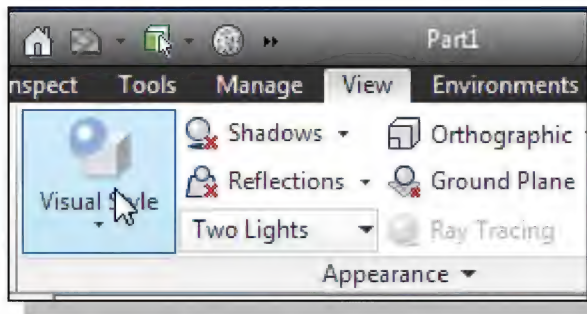 Part1
nspect Tools Manage View Environments
Shadows Orthographic
Reflections Ground Plane
Visual Style
Two Lights Ray Tracing
Appearance